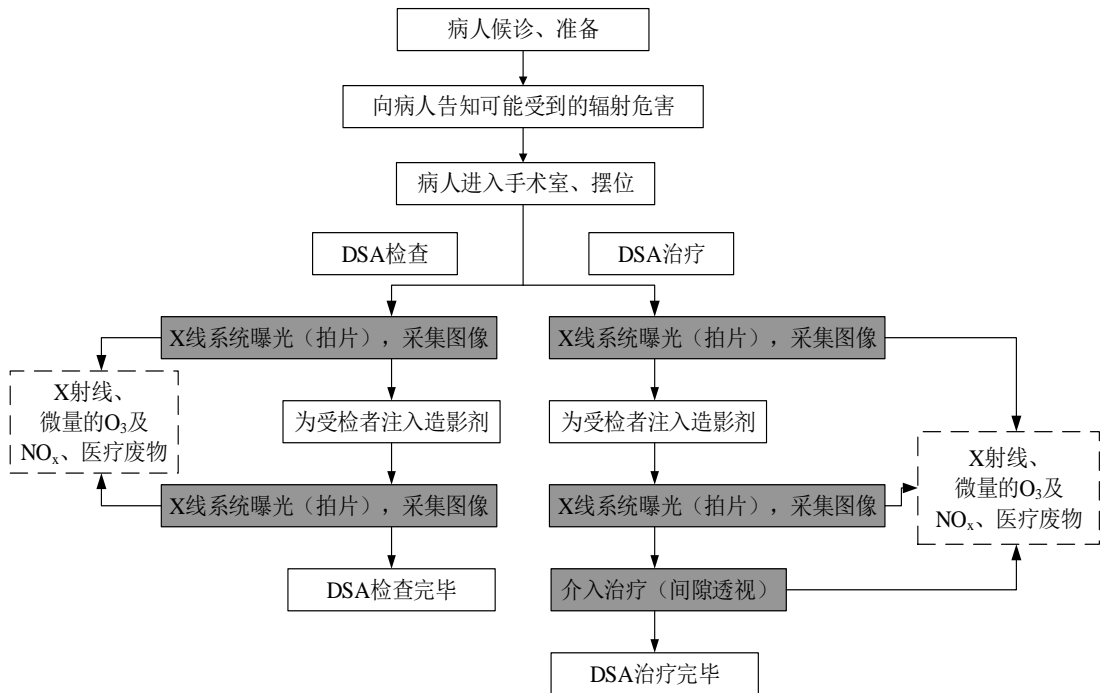 病人候诊、准备
向病人告知可能受到的辐射危害
病人进入手术室、摆位
DSA检查
DSA治疗
X线系统曝光（拍片），采集图像
X线系统曝光（拍片），采集图像
X射线、
微量的O₃及
NOₓ、医疗废物
为受检者注入造影剂
为受检者注入造影剂
X射线、
微量的O₃及
NOₓ、医疗废物
X线系统曝光（拍片），采集图像
X线系统曝光（拍片），采集图像
DSA检查完毕
介入治疗（间隙透视）
DSA治疗完毕